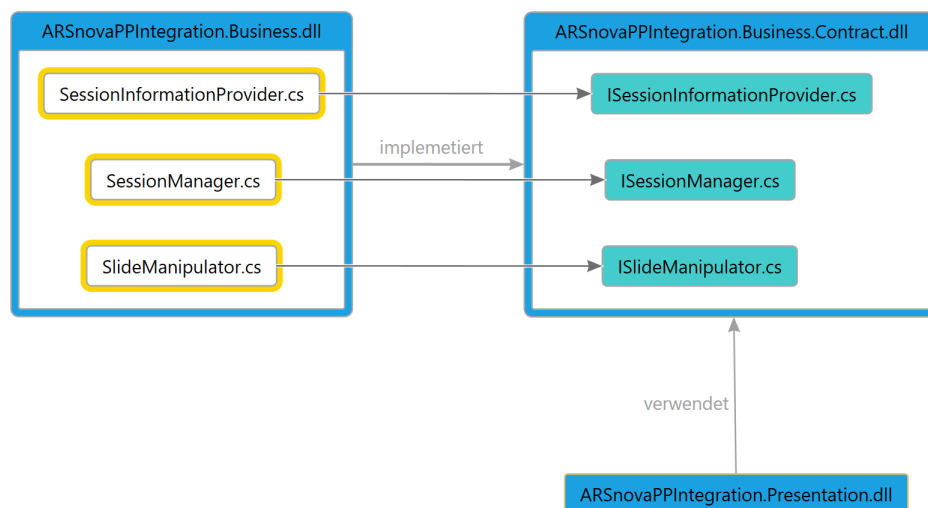 ARSnovaPPIntegration.Business.dll
ARSnovaPPIntegration.Business.Contract.dll
SessionInformationProvider.cs
ISessionInformationProvider.cs
implemetiert
SessionManager.cs
ISessionManager.cs
SlideManipulator.cs
ISlideManipulator.cs
verwendet
ARSnovaPPIntegration.Presentation.dll